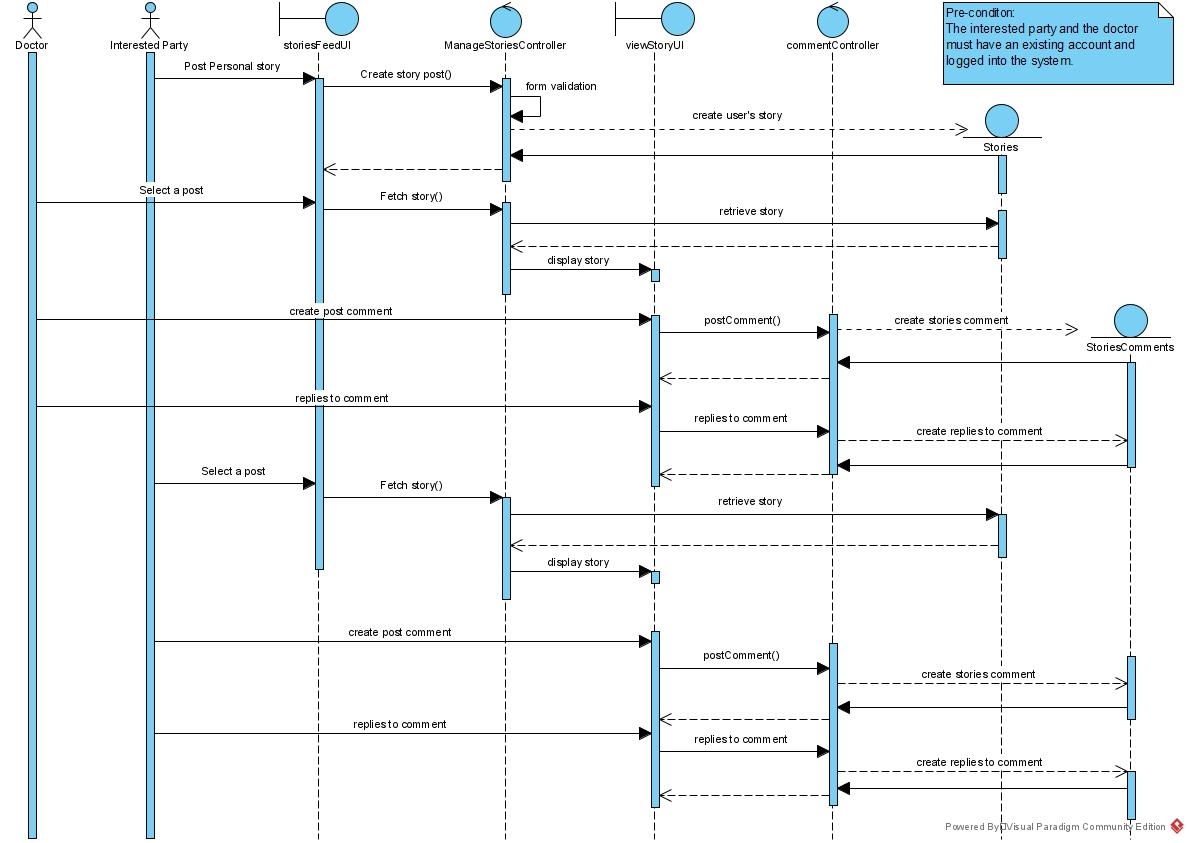 Pre-conditon:
The interested party and the doctor
must have an existing account and
logged into the system.
Doctor
Interested Party
storiesFeedUI
ManageStoriesController
viewStoryUI
commentController
Post Personal story
Create story post()
form validation
create user's story
Stories
Select a post
Fetch story()
retrieve story
display story
create post comment
postComment()
create stories comment
StoriesComments
replies to comment
replies to comment
create replies to comment
Select a post
Fetch story()
retrieve story
display story
create post comment
postComment()
create stories comment
replies to comment
replies to comment
create replies to comment
Powered By Visual Paradigm Community Edition